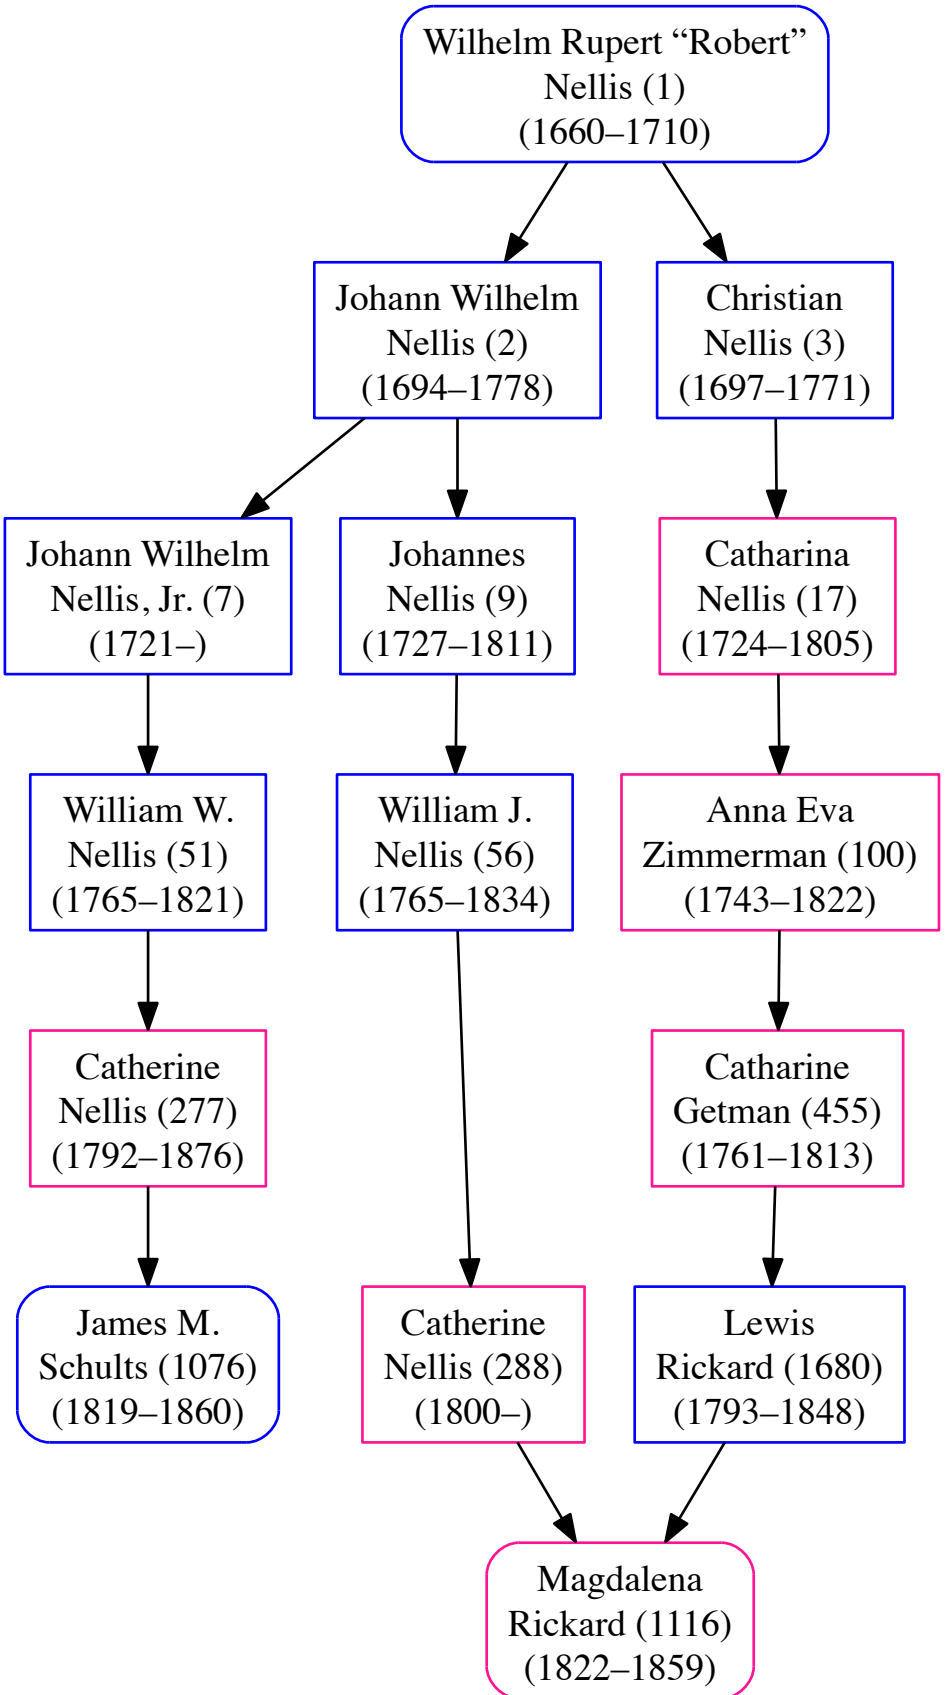 Wilhelm Rupert “Robert”
Nellis (1)
(1660–1710)
Johann Wilhelm
Nellis (2)
(1694–1778)
Christian
Nellis (3)
(1697–1771)
Johann Wilhelm
Nellis, Jr. (7)
(1721–)
Johannes
Nellis (9)
(1727–1811)
Catharina
Nellis (17)
(1724–1805)
William W.
Nellis (51)
(1765–1821)
William J.
Nellis (56)
(1765–1834)
Anna Eva
Zimmerman (100)
(1743–1822)
Catherine
Nellis (277)
(1792–1876)
Catharine
Getman (455)
(1761–1813)
James M.
Schults (1076)
(1819–1860)
Catherine
Nellis (288)
(1800–)
Lewis
Rickard (1680)
(1793–1848)
Magdalena
Rickard (1116)
(1822–1859)